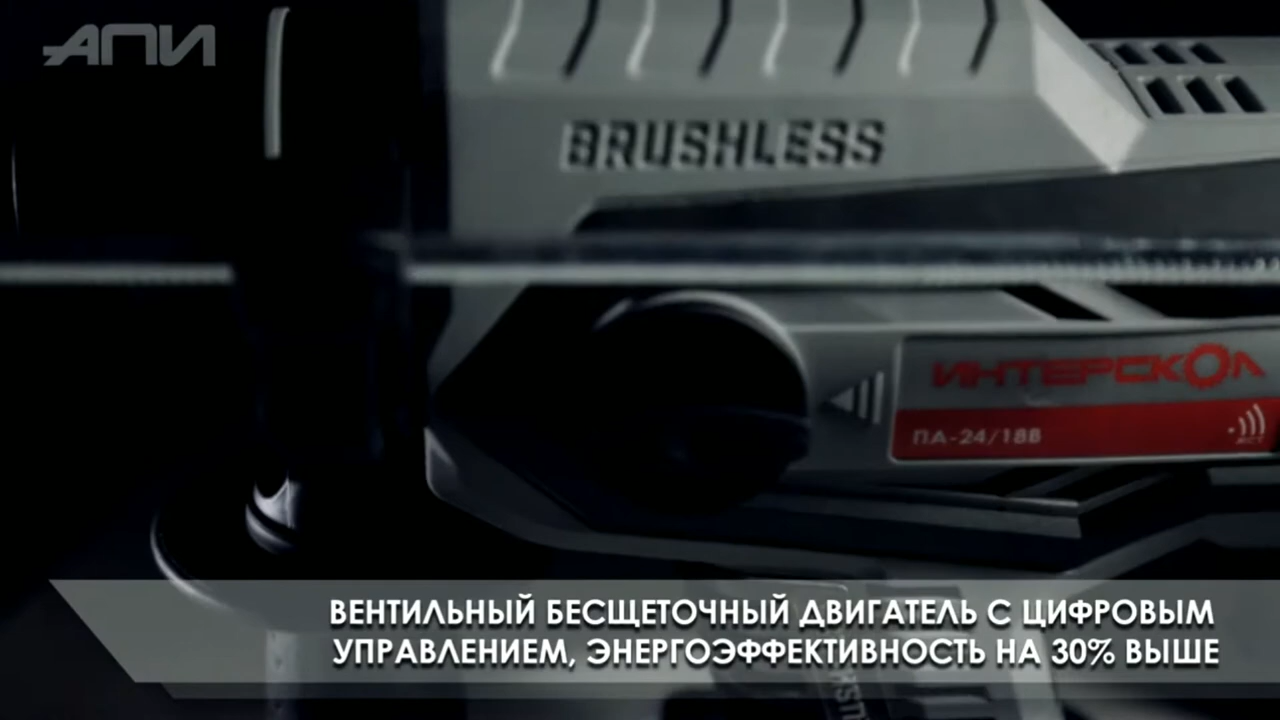 АПИ
BRUSHLESS
ИНТЕРСКОЛ
ПА-24/18В
ВЕНТИЛЬНЫЙ БЕСЩЕТОЧНЫЙ ДВИГАТЕЛЬ С ЦИФРОВЫМ
УПРАВЛЕНИЕМ, ЭНЕРГОЭФФЕКТИВНОСТЬ НА 30% ВЫШЕ